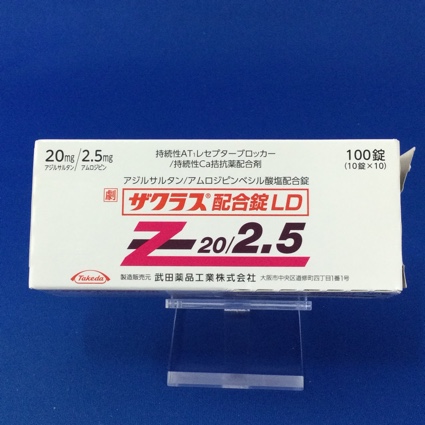 20mg/2.5mg
アジルサルタン/アムロジピン
持続性AT₁レセプターブロッカー
/持続性Ca拮抗薬配合剤
100錠
(10錠×10)
アジルサルタン/アムロジピンベシル酸塩配合錠
劇 ザクラス®配合錠LD
Z 20/2.5
Takeda 製造販売元 武田薬品工業株式会社 大阪市中央区道修町四丁目1番1号